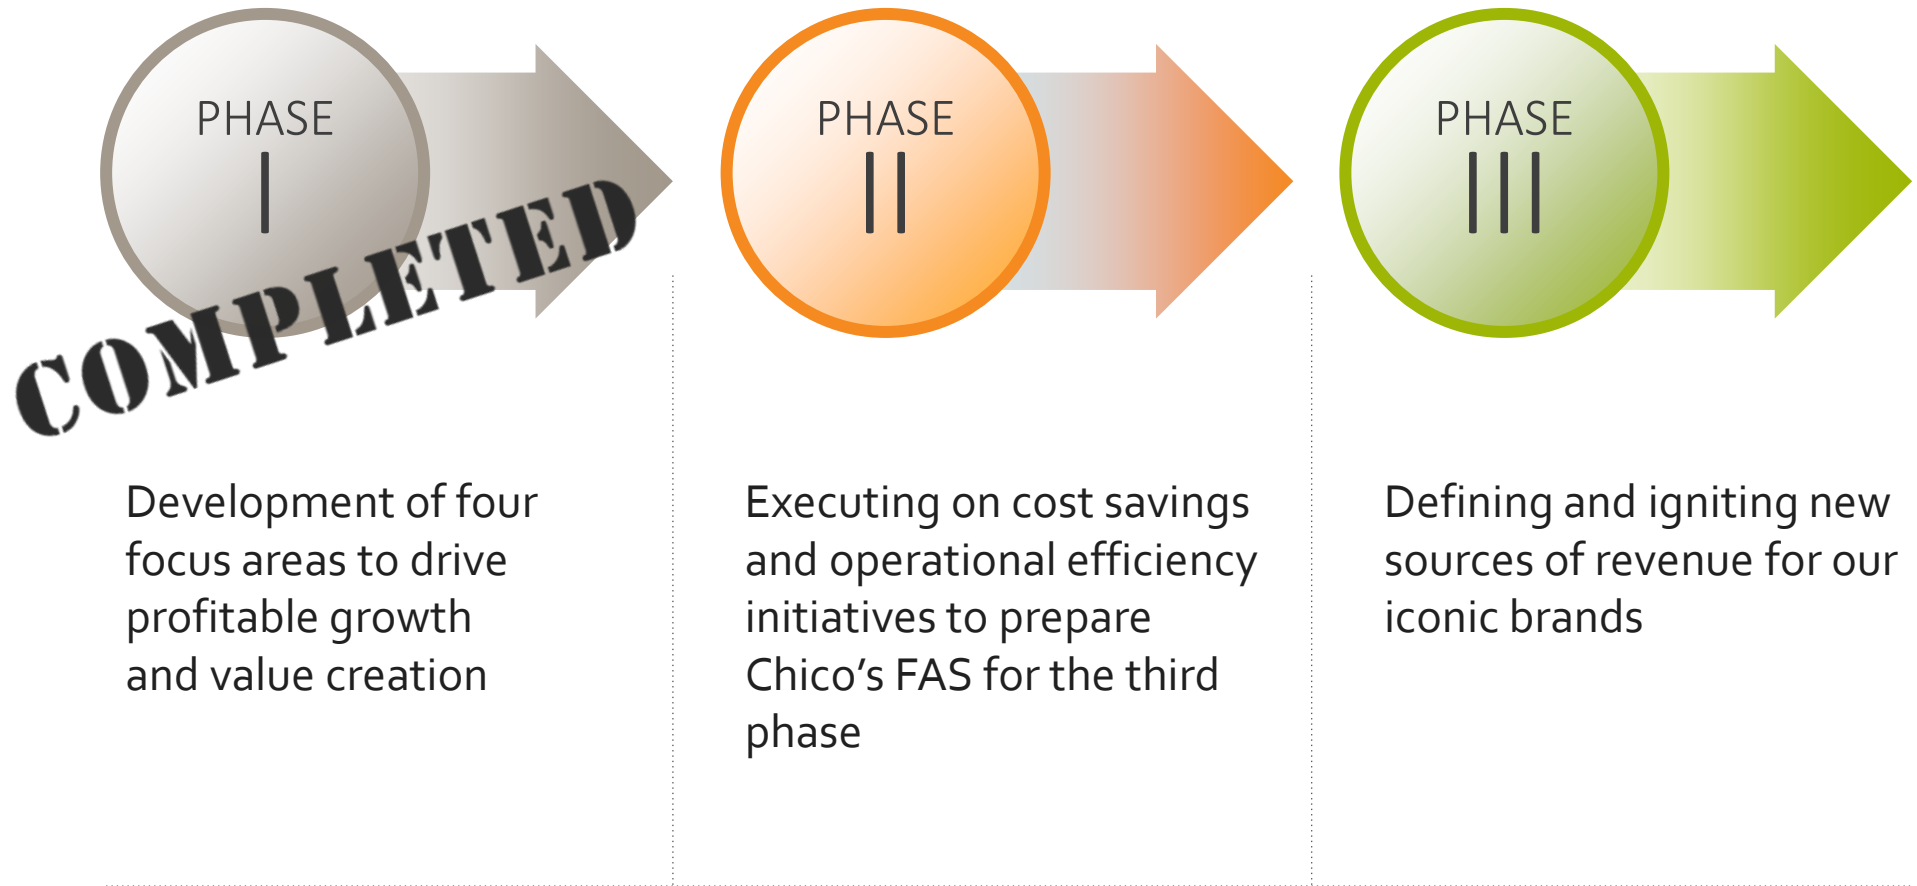 PHASE
I
COMPLETED
Development of four
focus areas to drive
profitable growth
and value creation
PHASE
II
Executing on cost savings
and operational efficiency
initiatives to prepare
Chico’s FAS for the third
phase
PHASE
III
Defining and igniting new
sources of revenue for our
iconic brands